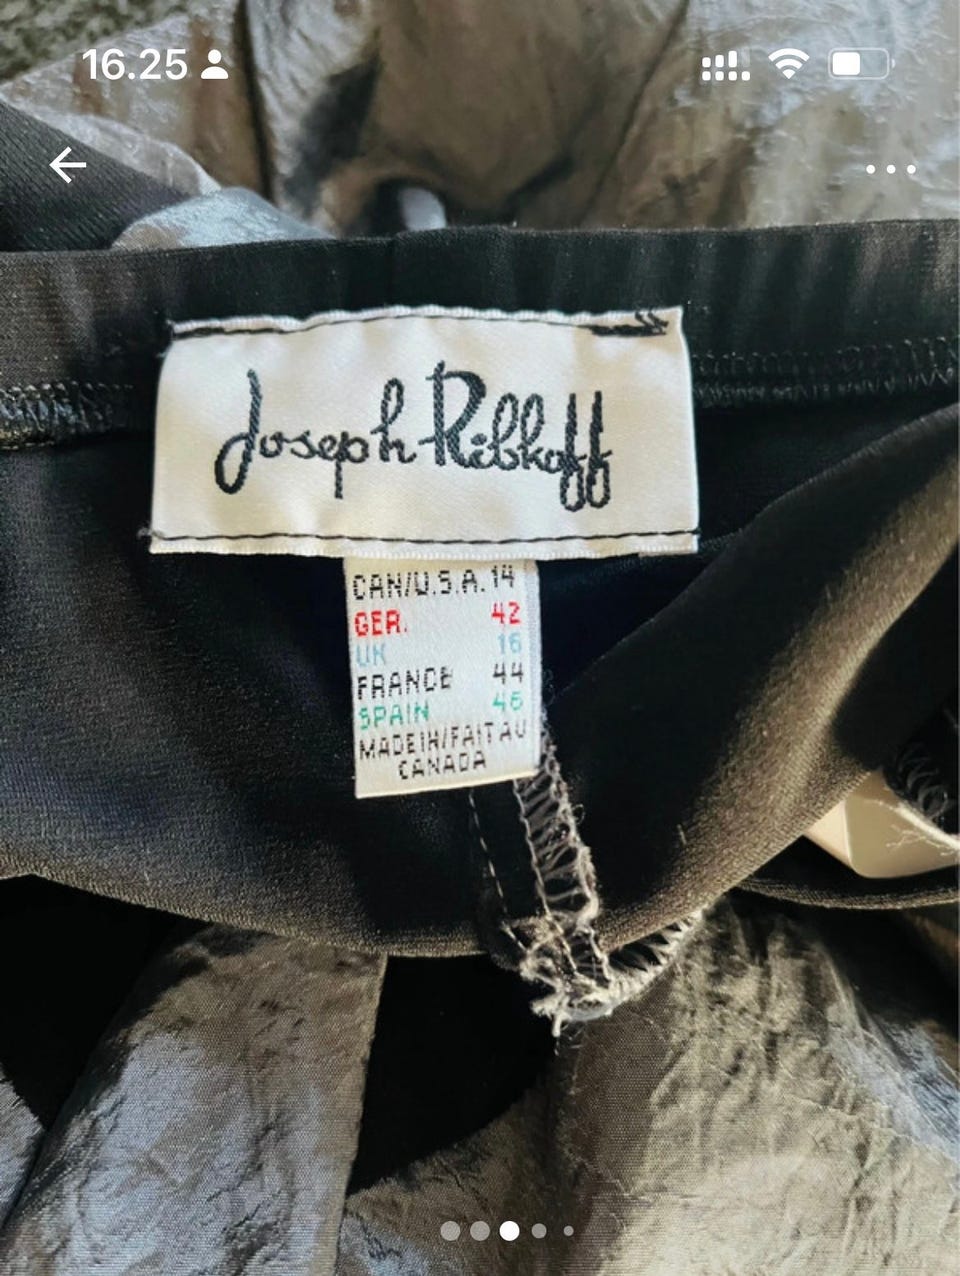 16.25
Joseph Ribkoff
CAN/U.S.A. 14
GER. 42
UK 16
FRANCE 44
SPAIN 46
MADE IN/FAIT AU
CANADA